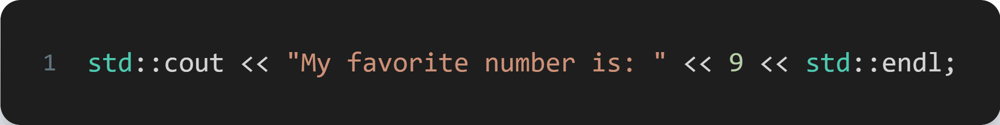 1 std::cout << "My favorite number is: " << 9 << std::endl;